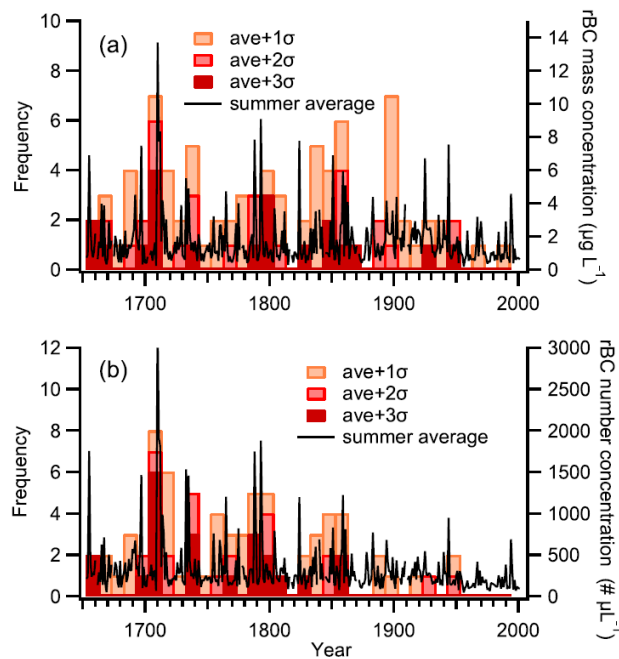 (a)
ave+1σ
ave+2σ
ave+3σ
summer average
Frequency
10
8
6
4
2
0
14
12
10
8
6
4
2
0
rBC mass concentration (µg L⁻¹)
1700
1800
1900
2000
(b)
ave+1σ
ave+2σ
ave+3σ
summer average
Frequency
12
10
8
6
4
2
0
3000
2500
2000
1500
1000
500
0
rBC number concentration (# µL⁻¹)
1700
1800
1900
2000
Year